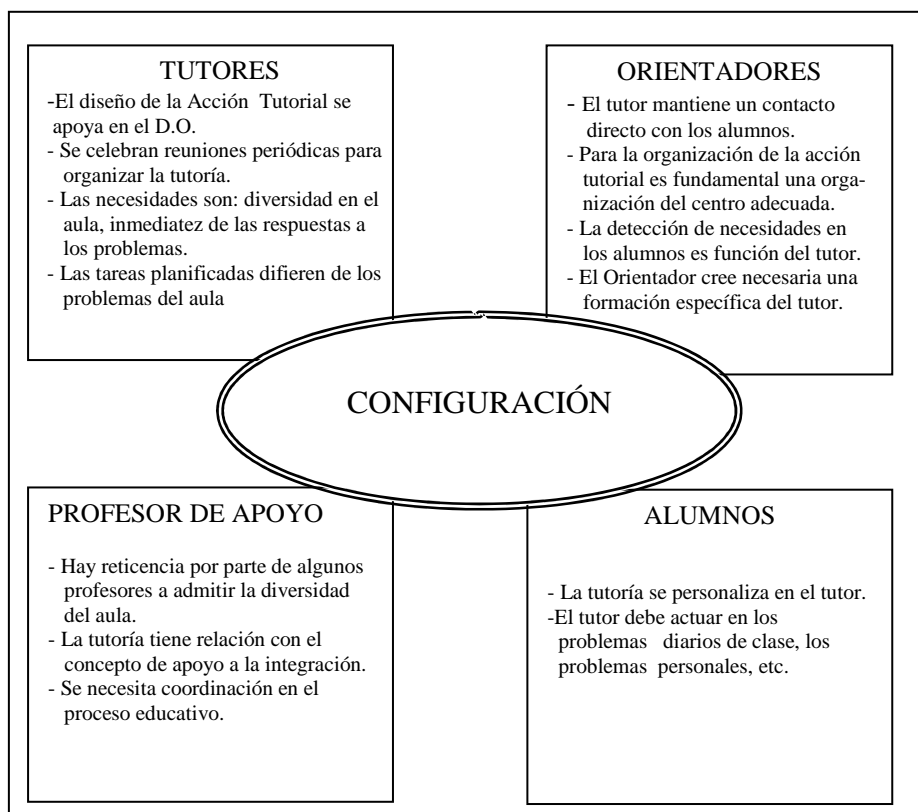 TUTORES
-El diseño de la Acción Tutorial se
apoya en el D.O.
- Se celebran reuniones periódicas para
organizar la tutoría.
- Las necesidades son: diversidad en el
aula, inmediatez de las respuestas a
los problemas.
- Las tareas planificadas difieren de los
problemas del aula
ORIENTADORES
- El tutor mantiene un contacto
directo con los alumnos.
- Para la organización de la acción
tutorial es fundamental una orga-
nización del centro adecuada.
- La detección de necesidades en
los alumnos es función del tutor.
- El Orientador cree necesaria una
formación específica del tutor.
CONFIGURACIÓN
PROFESOR DE APOYO
- Hay reticencia por parte de algunos
profesores a admitir la diversidad
del aula.
- La tutoría tiene relación con el
concepto de apoyo a la integración.
- Se necesita coordinación en el
proceso educativo.
ALUMNOS
- La tutoría se personaliza en el tutor.
-El tutor debe actuar en los
problemas diarios de clase, los
problemas personales, etc.